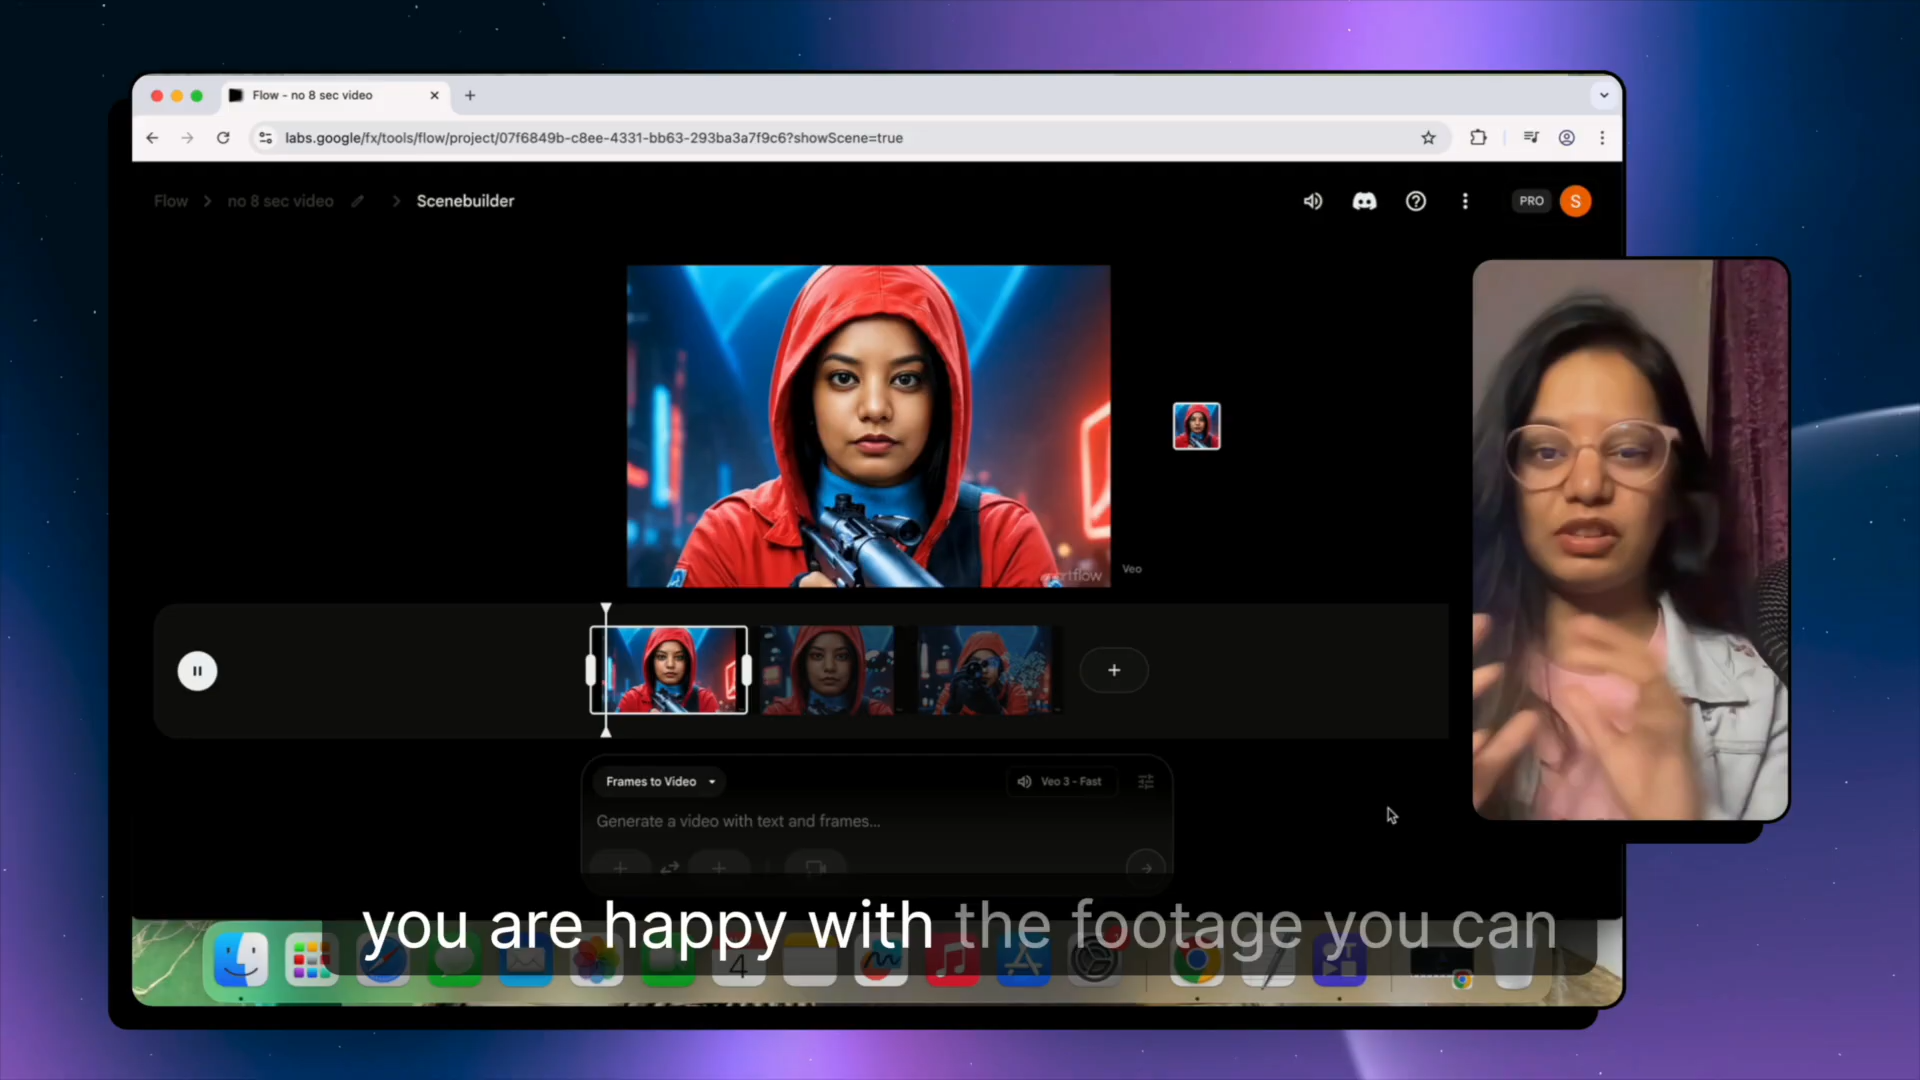 Flow - no 8 sec video
labs.google/fx/tools/flow/project/07f6849b-c8ee-4331-bb63-293ba3a7f9c6?showScene=true
Flow
no 8 sec video
Scenebuilder
PRO
S
Veo
Frames to Video
Veo 3 - Fast
Generate a video with text and frames...
you are happy with the footage you can
4